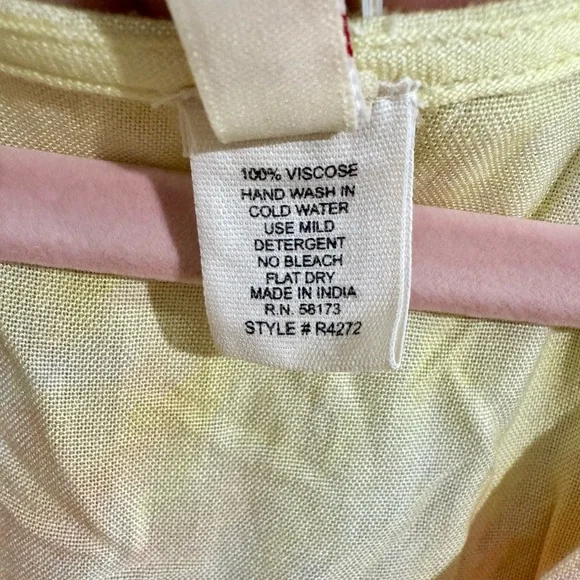 100% VISCOSE
HAND WASH IN
COLD WATER
USE MILD
DETERGENT
NO BLEACH
FLAT DRY
MADE IN INDIA
R.N. 58173
STYLE # R4272